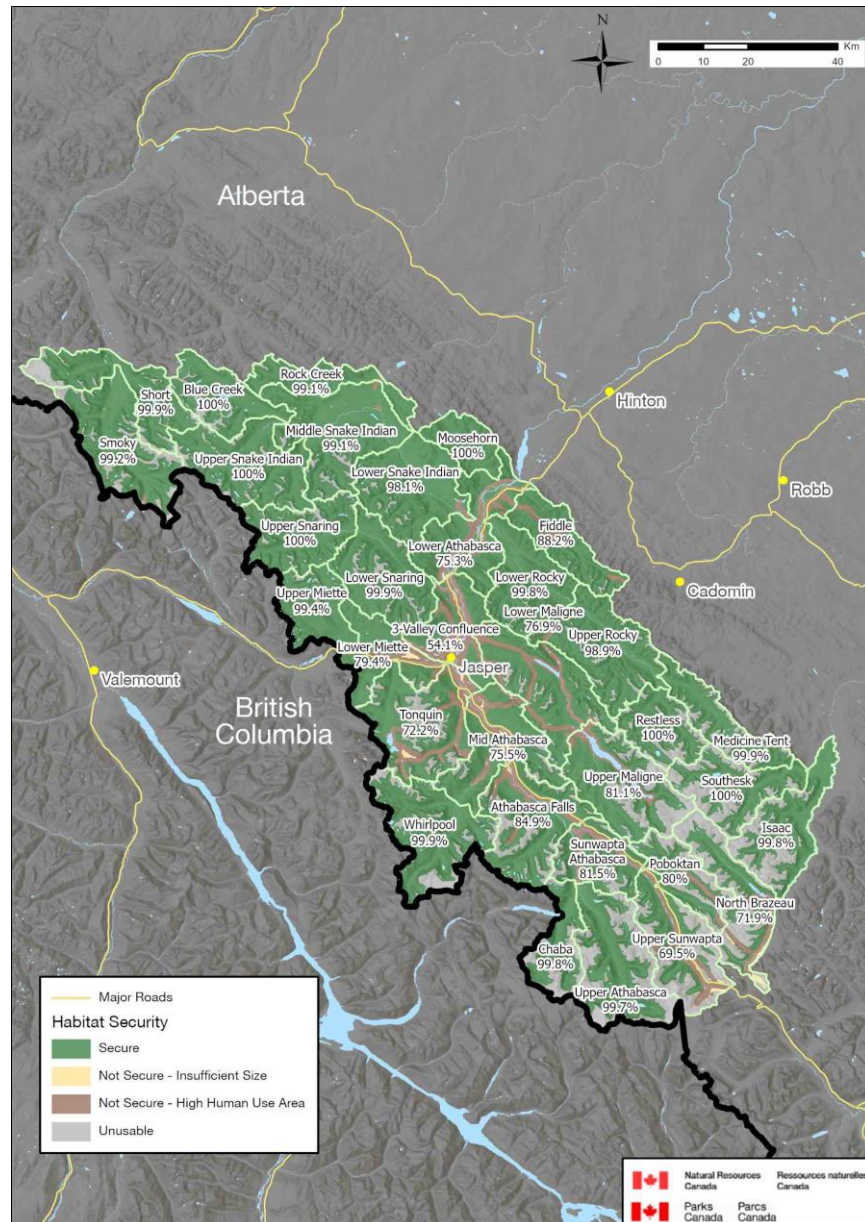 N
Km
0 10 20 40
Alberta
Rock Creek
99.1%
Blue Creek
100%
Short
99.9%
Hinton
Middle Snake Indian
99.1%
Moosehorn
100%
Smoky
99.2%
Upper Snake Indian
100%
Lower Snake Indian
98.1%
Robb
Upper Snaring
100%
Fiddle
88.2%
Lower Athabasca
75.3%
Lower Snaring
99.9%
Lower Rocky
99.8%
Cadomin
Upper Miette
99.4%
Lower Maligne
76.9%
3-Valley Confluence
54.1%
Upper Rocky
98.9%
Lower Miette
79.4%
Jasper
Valemount
British
Columbia
Tonquin
72.2%
Restless
100%
Mid Athabasca
75.5%
Medicine Tent
99.9%
Upper Maligne
81.1%
Southesk
100%
Athabasca Falls
84.9%
Whirlpool
99.9%
Isaac
99.8%
Sunwapta
Athabasca
81.5%
Poboktan
80%
North Brazeau
71.9%
Upper Sunwapta
69.5%
Chaba
99.8%
Upper Athabasca
99.7%
Major Roads
Habitat Security
Secure
Not Secure - Insufficient Size
Not Secure - High Human Use Area
Unusable
Natural Resources Ressources naturelles
Canada Canada
Parks Parcs
Canada Canada